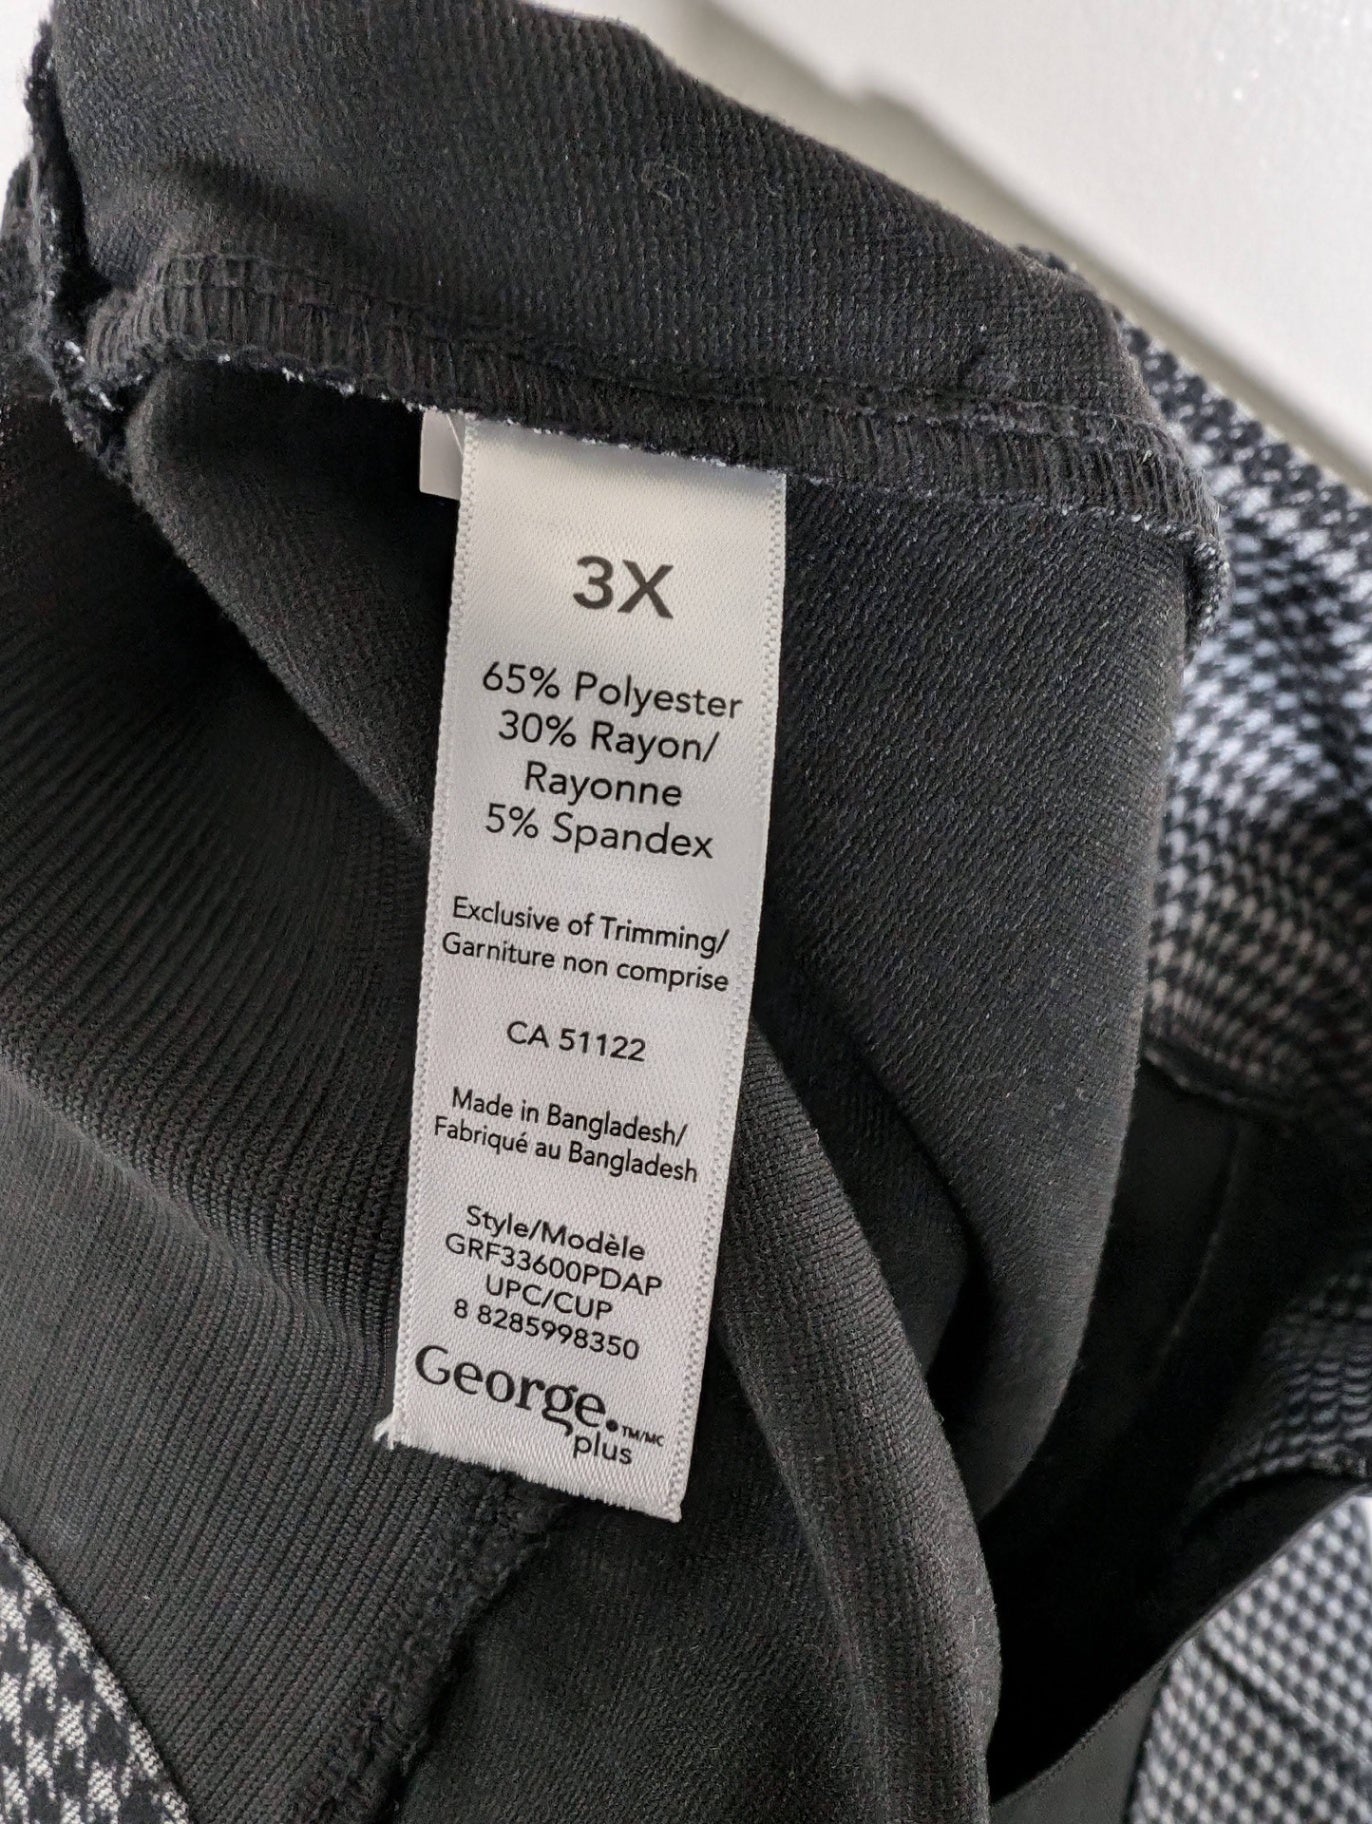 3X
65% Polyester
30% Rayon/
Rayonne
5% Spandex
Exclusive of Trimming/
Garniture non comprise
CA 51122
Made in Bangladesh/
Fabriqué au Bangladesh
Style/Modèle
GRF33600PDAP
UPC/CUP
8 8285998350
George.™/MC
plus